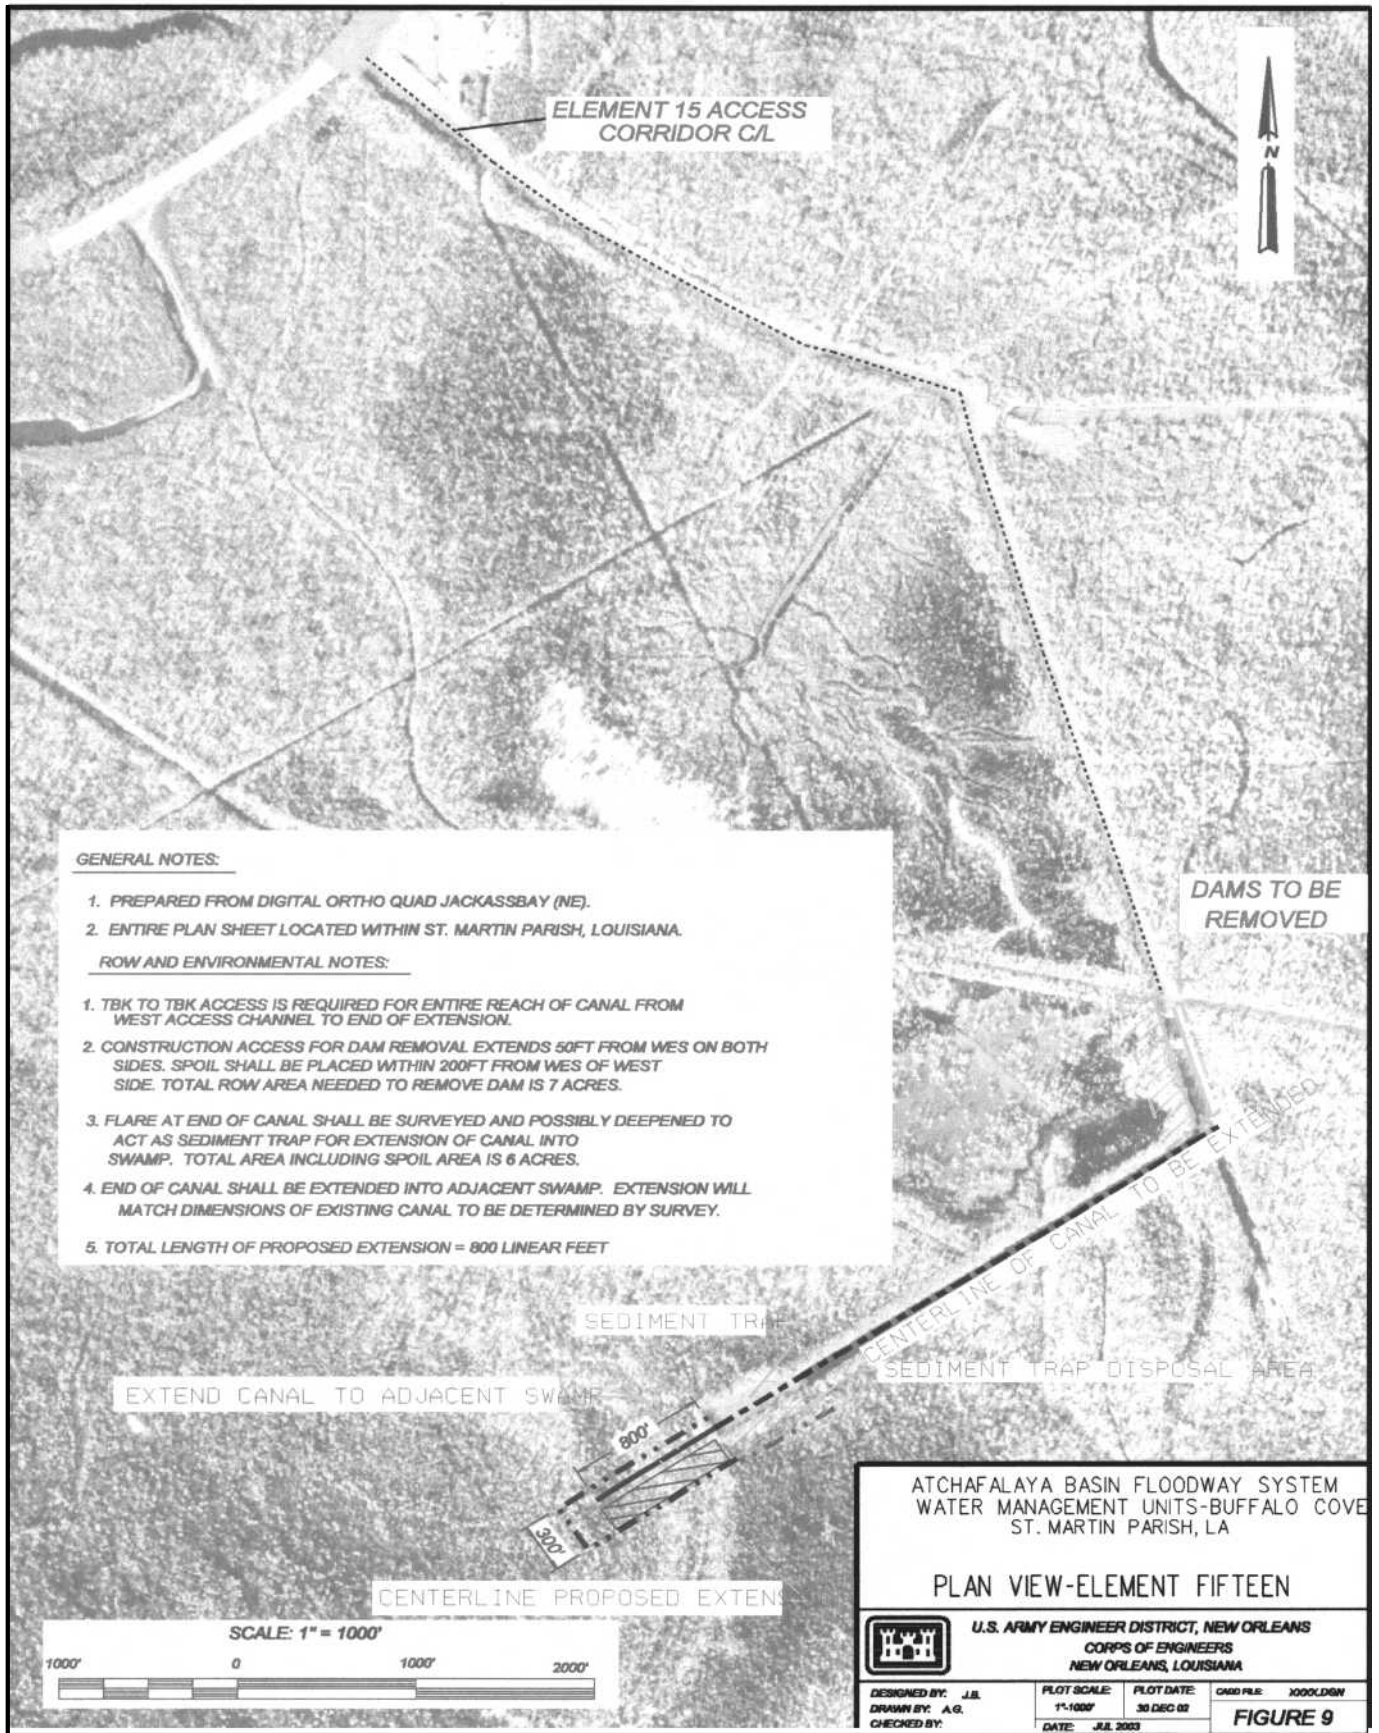 ELEMENT 15 ACCESS
CORRIDOR C/L
N
GENERAL NOTES:
1. PREPARED FROM DIGITAL ORTHO QUAD JACKASSBAY (NE).
2. ENTIRE PLAN SHEET LOCATED WITHIN ST. MARTIN PARISH, LOUISIANA.
ROW AND ENVIRONMENTAL NOTES:
1. TBK TO TBK ACCESS IS REQUIRED FOR ENTIRE REACH OF CANAL FROM
WEST ACCESS CHANNEL TO END OF EXTENSION.
2. CONSTRUCTION ACCESS FOR DAM REMOVAL EXTENDS 50FT FROM WES ON BOTH
SIDES. SPOIL SHALL BE PLACED WITHIN 200FT FROM WES OF WEST
SIDE. TOTAL ROW AREA NEEDED TO REMOVE DAM IS 7 ACRES.
3. FLARE AT END OF CANAL SHALL BE SURVEYED AND POSSIBLY DEEPENED TO
ACT AS SEDIMENT TRAP FOR EXTENSION OF CANAL INTO
SWAMP. TOTAL AREA INCLUDING SPOIL AREA IS 6 ACRES.
4. END OF CANAL SHALL BE EXTENDED INTO ADJACENT SWAMP. EXTENSION WILL
MATCH DIMENSIONS OF EXISTING CANAL TO BE DETERMINED BY SURVEY.
5. TOTAL LENGTH OF PROPOSED EXTENSION = 800 LINEAR FEET
DAMS TO BE
REMOVED
CENTERLINE OF CANAL TO BE EXTENDED
SEDIMENT TRAP
SEDIMENT TRAP DISPOSAL AREA
EXTEND CANAL TO ADJACENT SWAMP
800'
300'
CENTERLINE PROPOSED EXTENS
SCALE: 1" = 1000'
1000' 0 1000' 2000'
ATCHAFALAYA BASIN FLOODWAY SYSTEM
WATER MANAGEMENT UNITS-BUFFALO COVE
ST. MARTIN PARISH, LA
PLAN VIEW-ELEMENT FIFTEEN
U.S. ARMY ENGINEER DISTRICT, NEW ORLEANS
CORPS OF ENGINEERS
NEW ORLEANS, LOUISIANA
DESIGNED BY: J.B.
DRAWN BY: A.G.
CHECKED BY:
PLOT SCALE:
1"-1000'
PLOT DATE:
30 DEC 02
DATE: JUL 2003
CADD FILE: XXXX.DGN
FIGURE 9